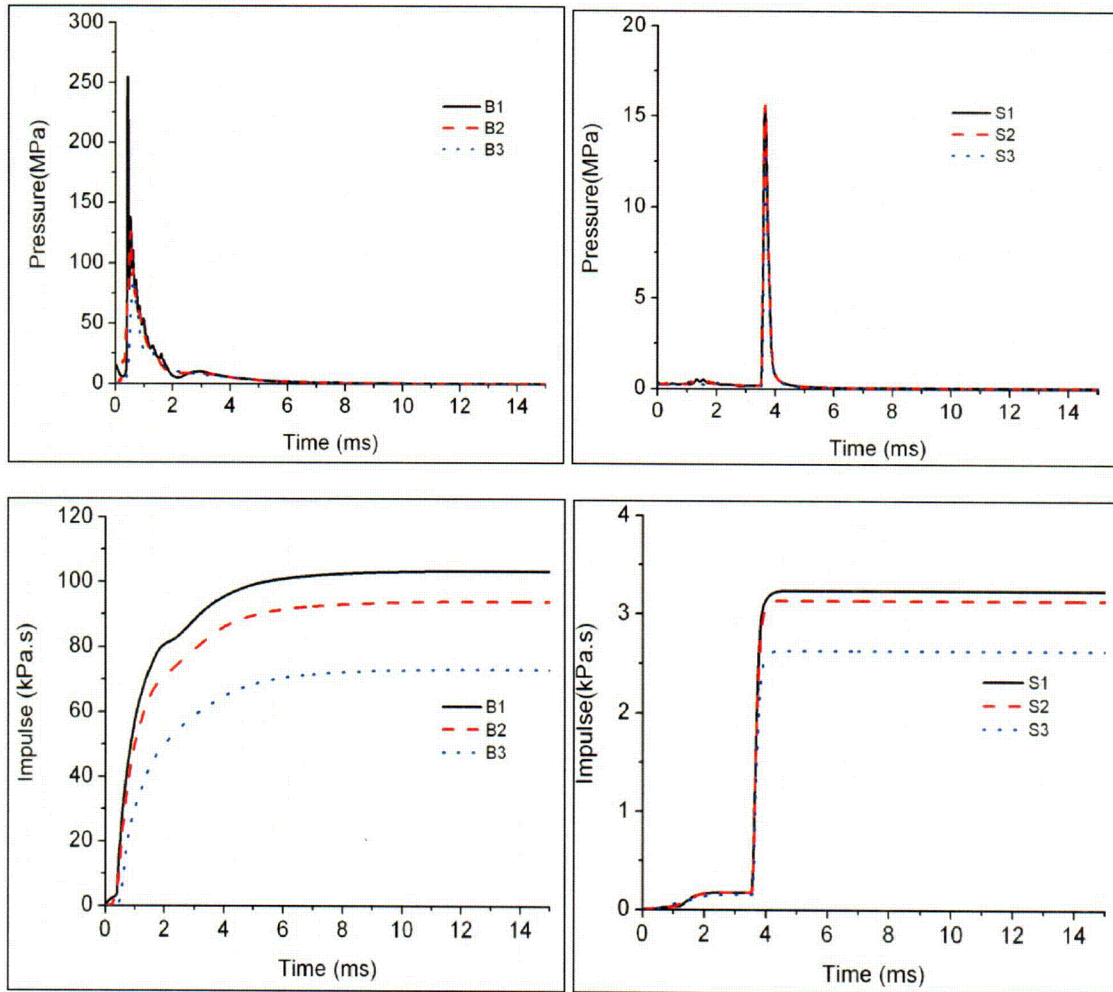 300
250
200
150
100
50
0
Pressure(MPa)
B1
B2
B3
0 2 4 6 8 10 12 14
Time (ms)
20
15
10
5
0
Pressure(MPa)
S1
S2
S3
0 2 4 6 8 10 12 14
Time (ms)
120
100
80
60
40
20
0
Impulse (kPa.s)
B1
B2
B3
0 2 4 6 8 10 12 14
Time (ms)
4
3
2
1
0
Impulse(kPa.s)
S1
S2
S3
0 2 4 6 8 10 12 14
Time (ms)